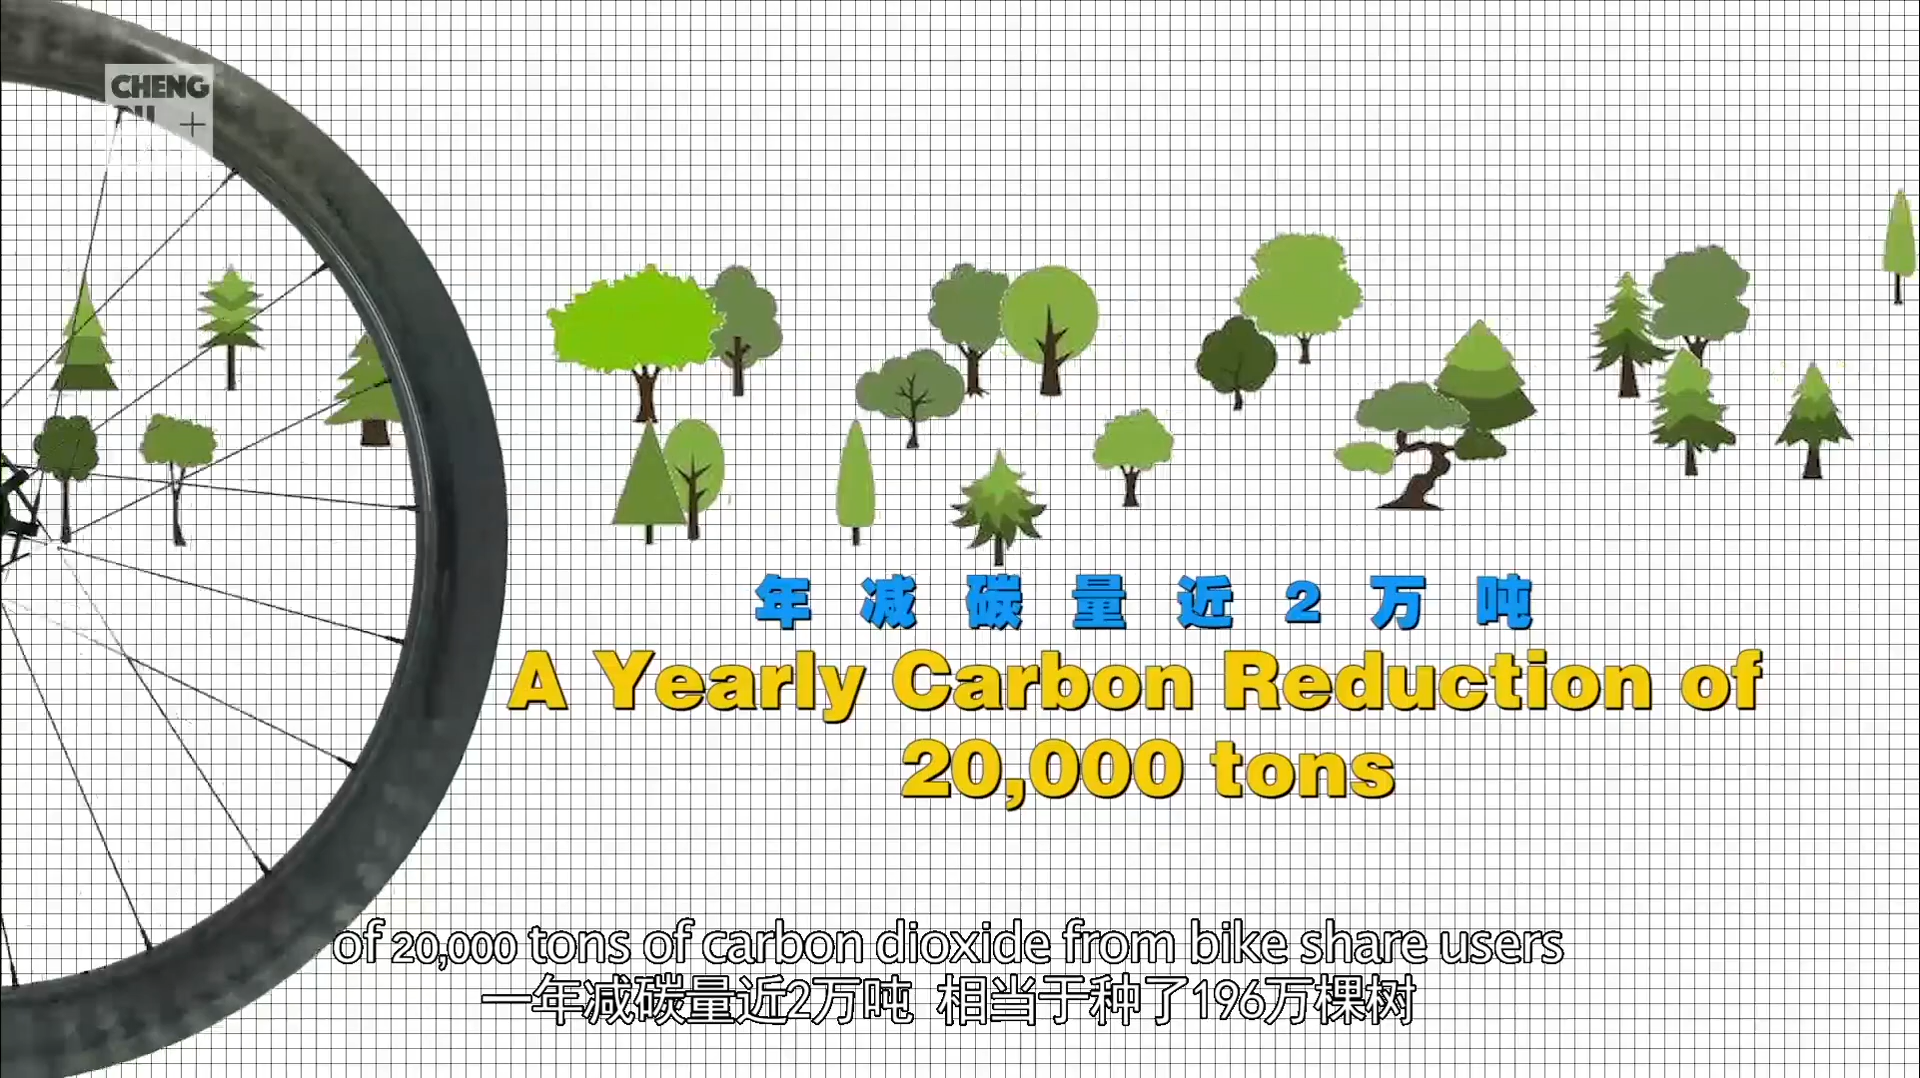 CHENG
DU +
年减碳量近2万吨
A Yearly Carbon Reduction of
20,000 tons
of 20,000 tons of carbon dioxide from bike share users
一年减碳量近2万吨 相当于种了196万棵树